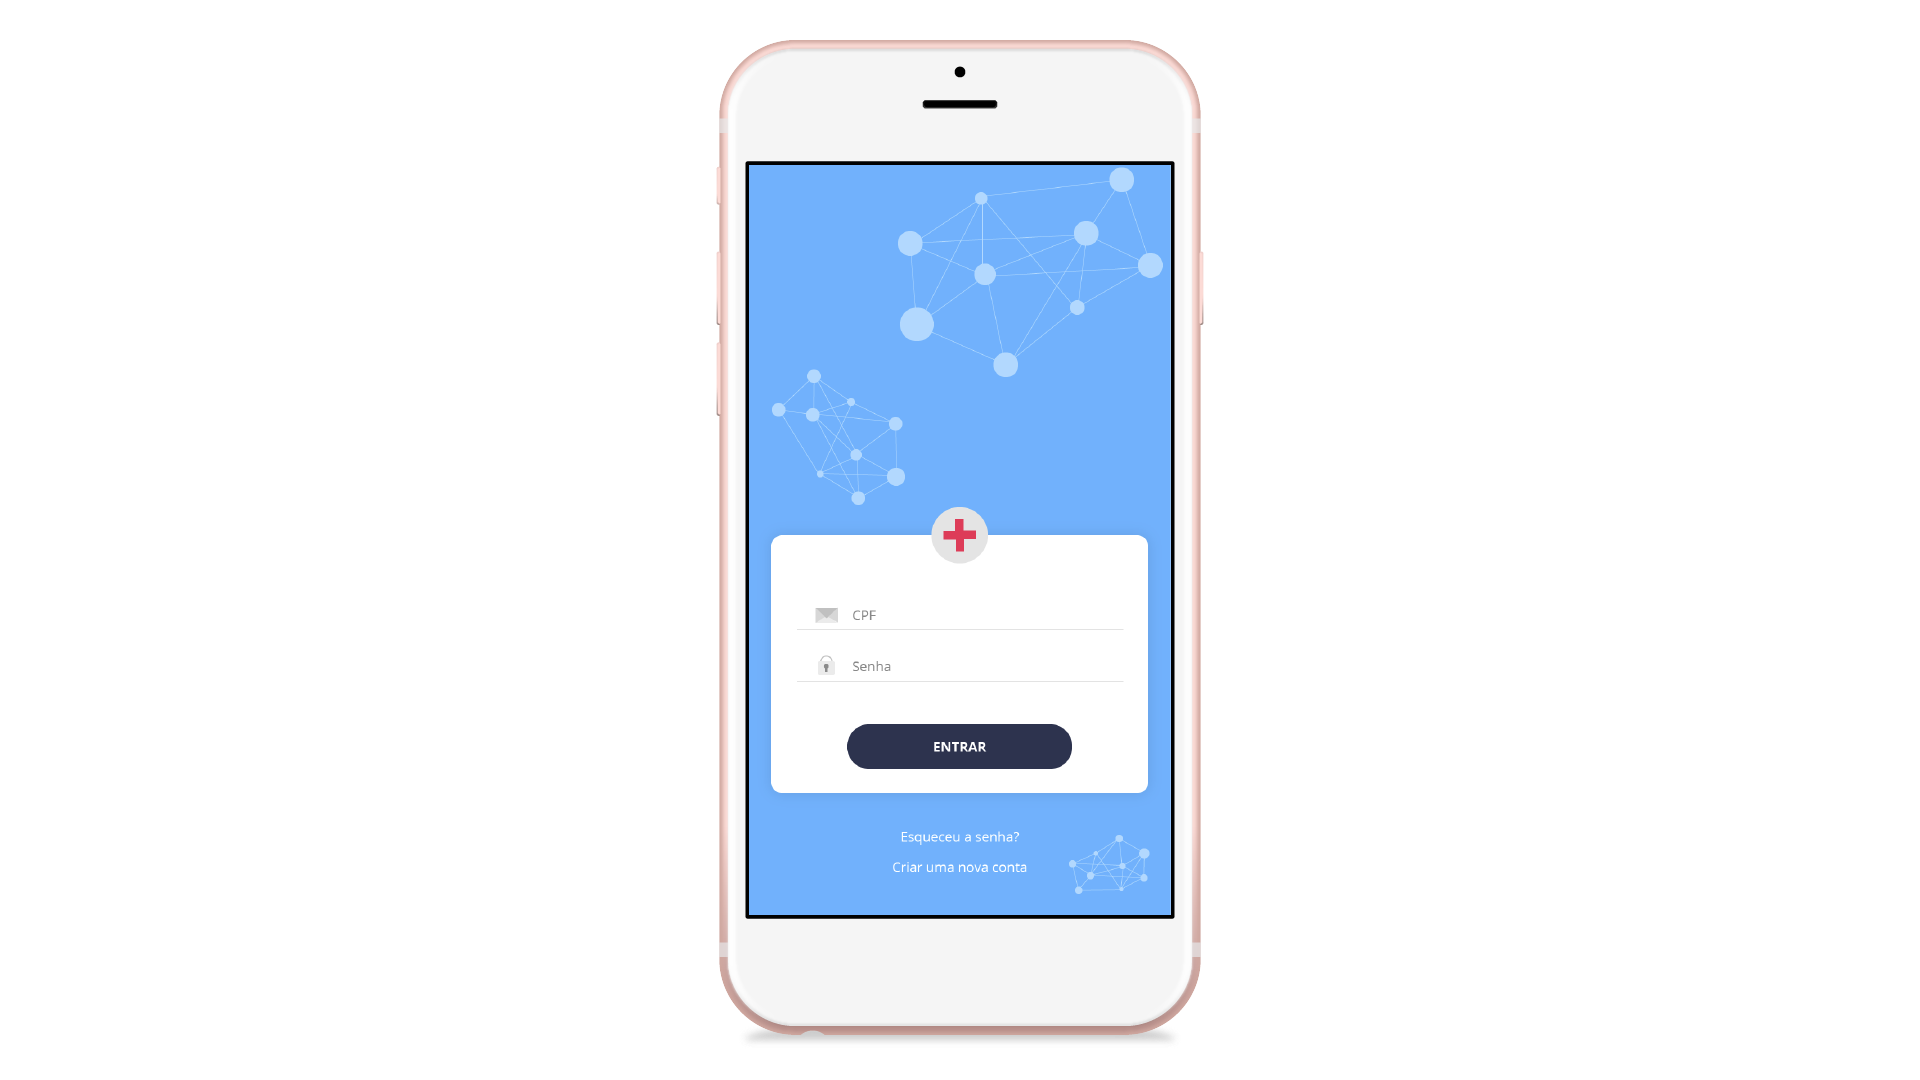 CPF
Senha
ENTRAR
Esqueceu a senha?
Criar uma nova conta